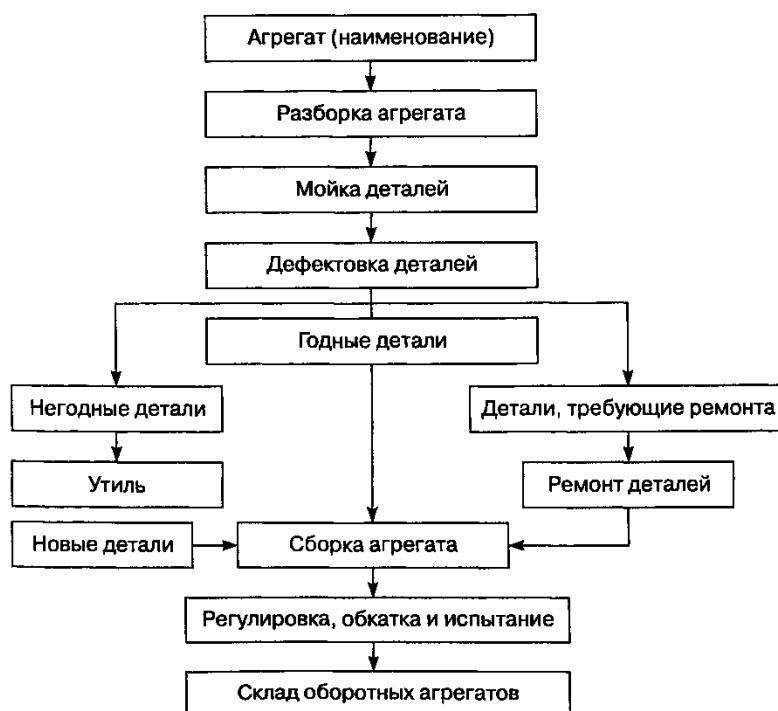 Агрегат (наименование)
Разборка агрегата
Мойка деталей
Дефектовка деталей
Годные детали
Негодные детали
Детали, требующие ремонта
Утиль
Ремонт деталей
Новые детали
Сборка агрегата
Регулировка, обкатка и испытание
Склад оборотных агрегатов